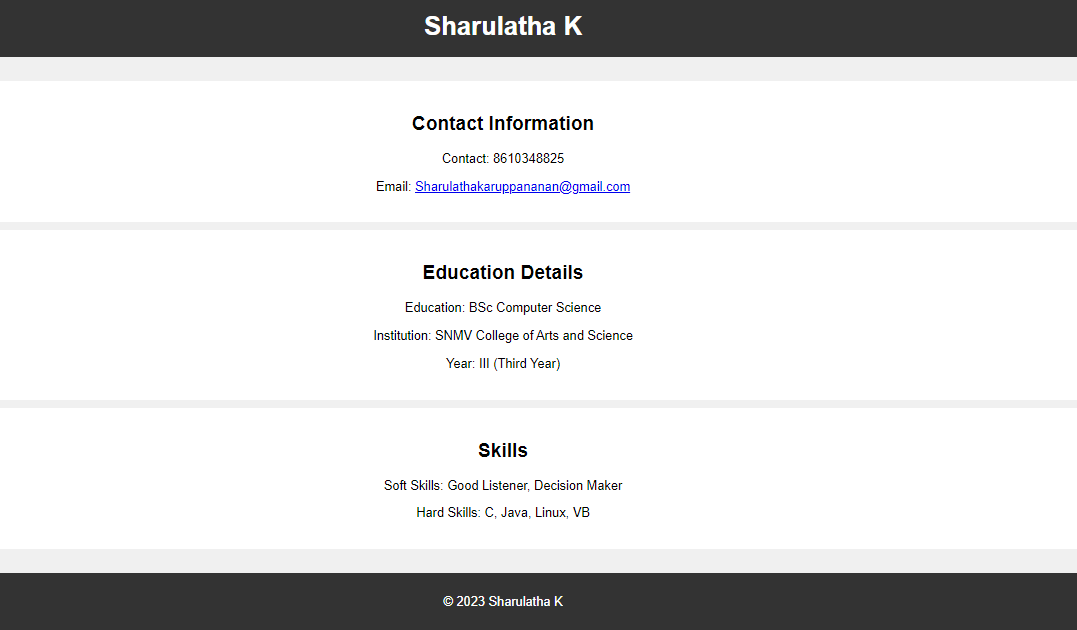 Sharulatha K
Contact Information
Contact: 8610348825
Email: Sharulathakaruppananan@gmail.com
Education Details
Education: BSc Computer Science
Institution: SNMV College of Arts and Science
Year: III (Third Year)
Skills
Soft Skills: Good Listener, Decision Maker
Hard Skills: C, Java, Linux, VB
© 2023 Sharulatha K